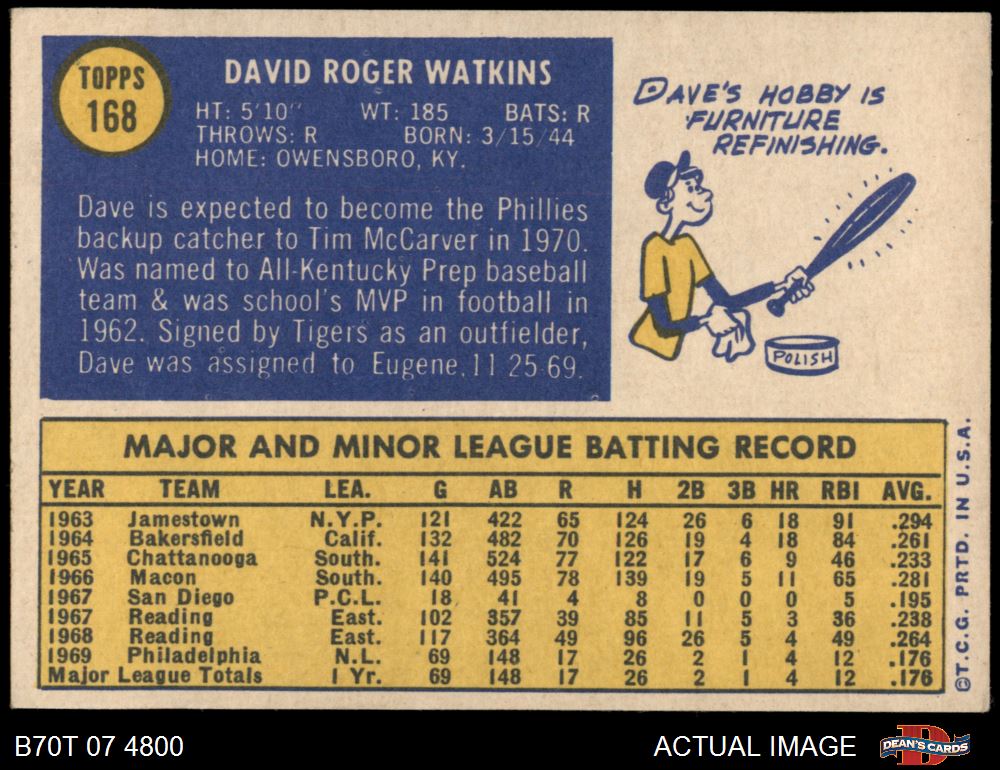 TOPPS
168
DAVID ROGER WATKINS
HT: 5'10" WT: 185 BATS: R
THROWS: R BORN: 3/15/44
HOME: OWENSBORO, KY.
Dave is expected to become the Phillies
backup catcher to Tim McCarver in 1970.
Was named to All-Kentucky Prep baseball
team & was school's MVP in football in
1962. Signed by Tigers as an outfielder,
Dave was assigned to Eugene, 11-25-69.
DAVE'S HOBBY IS
FURNITURE
REFINISHING.
POLISH
MAJOR AND MINOR LEAGUE BATTING RECORD
YEAR TEAM LEA. G AB R H 2B 3B HR RBI AVG.
1963 Jamestown N.Y.P. 121 422 65 124 26 6 18 91 .294
1964 Bakersfield Calif. 132 482 70 126 19 4 18 84 .261
1965 Chattanooga South. 141 524 77 122 17 6 9 46 .233
1966 Macon South. 140 495 78 139 19 5 11 65 .281
1967 San Diego P.C.L. 18 41 4 8 0 0 0 5 .195
1967 Reading East. 102 357 39 85 11 5 3 36 .238
1968 Reading East. 117 364 49 96 26 5 4 49 .264
1969 Philadelphia N.L. 69 148 17 26 2 1 4 12 .176
Major League Totals 1 Yr. 69 148 17 26 2 1 4 12 .176
©T.C.G. PRTD. IN U.S.A.
B70T 07 4800
ACTUAL IMAGE
D
DEAN'S CARDS